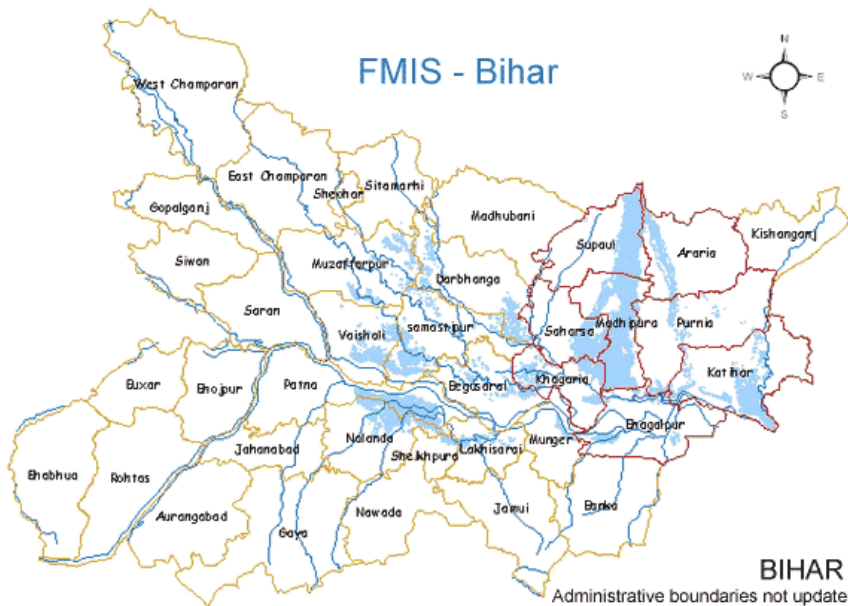 FMIS - Bihar
N
W E
S
West Champaran
East Champaran
Sheohar
Sitamarhi
Gopalganj
Madhubani
Supaul
Araria
Kishanganj
Siwan
Muzaffarpur
Darbhanga
Saran
Vaishali
samastipur
Saharsa
Madhipura
Purnia
Buxar
Bhojpur
Patna
Begusarai
Khagaria
Katihar
Bhabhua
Rohtas
Jahanabad
Nalanda
Sheikhpura
Lakhisarai
Munger
Bhagalpur
Aurangabad
Gaya
Nawada
Jamui
Banka
BIHAR
Administrative boundaries not update